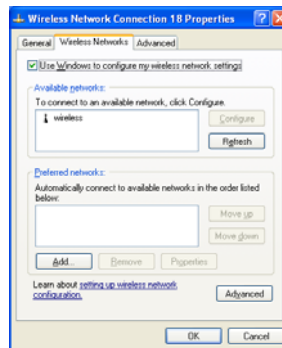 Wireless Network Connection 18 Properties
General
Wireless Networks
Advanced
Use Windows to configure my wireless network settings
Available networks:
To connect to an available network, click Configure.
wireless
Configure
Refresh
Preferred networks:
Automatically connect to available networks in the order listed
below:
Move up
Move down
Add...
Remove
Properties
Learn about setting up wireless network
configuration.
Advanced
OK
Cancel